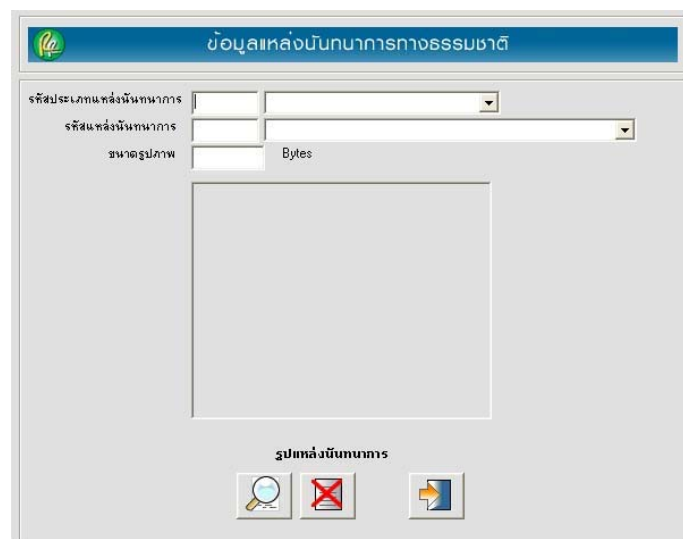 ข้อมูลแหล่งนันทนาการทางธรรมชาติ
รหัสประเภทแหล่งนันทนาการ
รหัสแหล่งนันทนาการ
ขนาดรูปภาพ Bytes
รูปแหล่งนันทนาการ